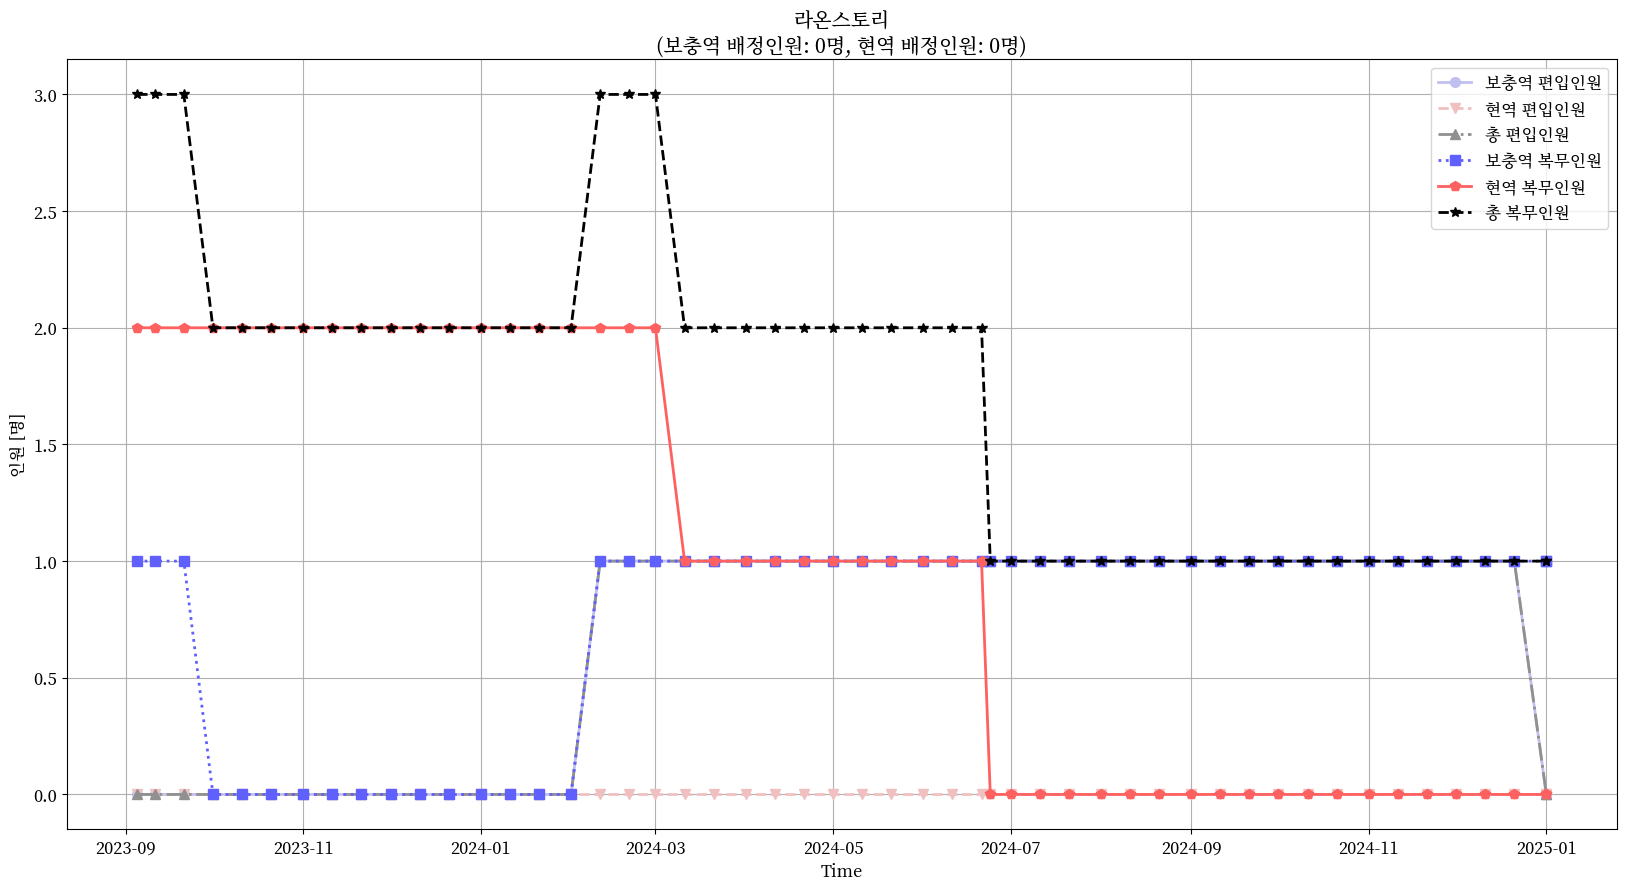 라온스토리
(보충역 배정인원: 0명, 현역 배정인원: 0명)
보충역 편입인원
현역 편입인원
총 편입인원
보충역 복무인원
현역 복무인원
총 복무인원
인원 [명]
3.0
2.5
2.0
1.5
1.0
0.5
0.0
2023-09
2023-11
2024-01
2024-03
2024-05
2024-07
2024-09
2024-11
2025-01
Time